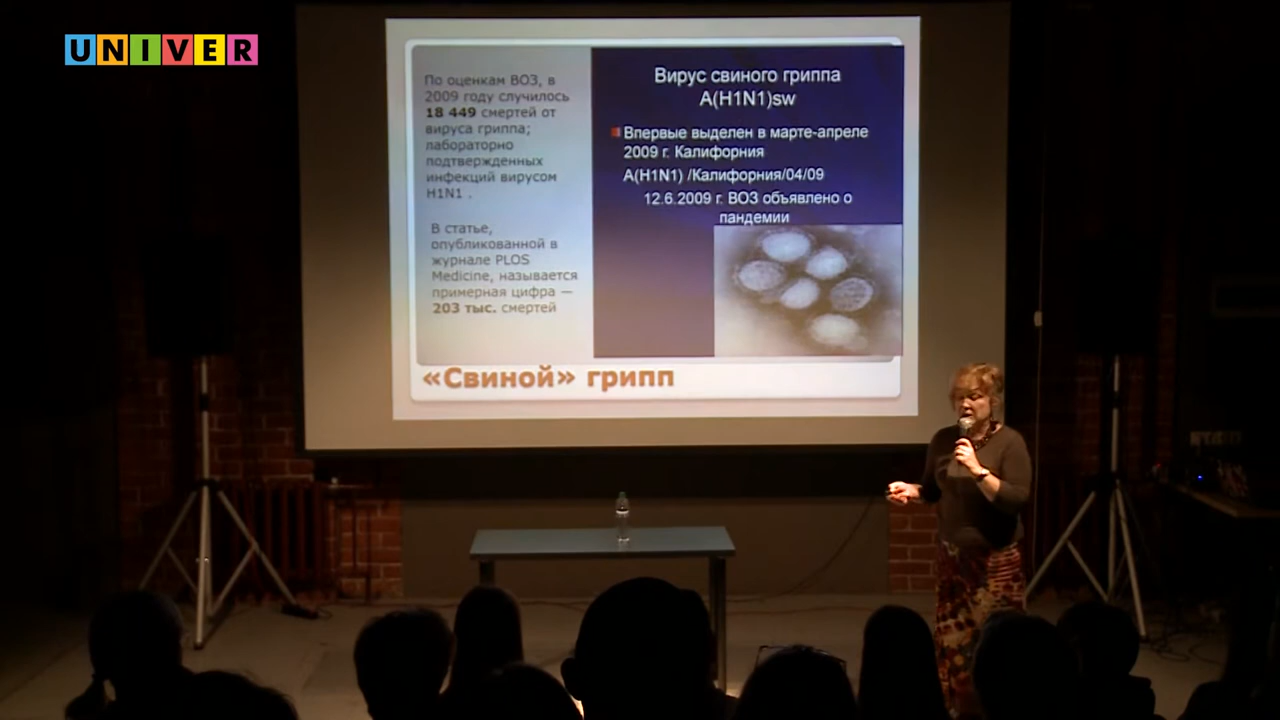 UNIVER
По оценкам ВОЗ, в
2009 году случилось
18 449 смертей от
вируса гриппа;
лабораторно
подтвержденных
инфекций вирусом
H1N1 .
В статье,
опубликованной в
журнале PLOS
Medicine, называется
примерная цифра —
203 тыс. смертей
Вирус свиного гриппа
A(H1N1)sw
Впервые выделен в марте-апреле
2009 г. Калифорния
A(H1N1) /Калифорния/04/09
12.6.2009 г. ВОЗ объявлено о
пандемии
«Свиной» грипп